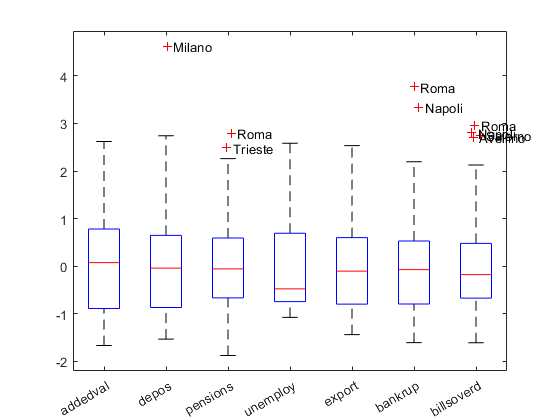 Milano
4
Roma
Napoli
3
Roma
Napoli
Roma
Avellino
Trieste
2
1
0
-1
-2
addedval
depos
pensions
unemploy
export
bankrup
billsoverd